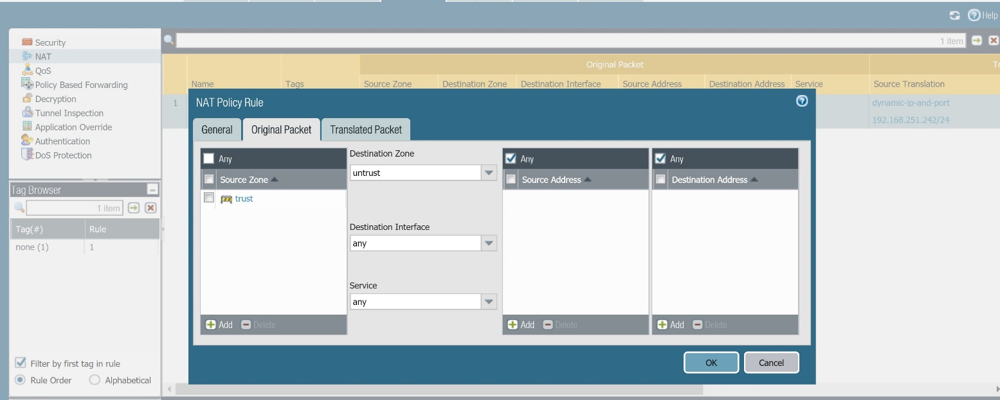 Help
Security
NAT
QoS
Policy Based Forwarding
Decryption
Tunnel Inspection
Application Override
Authentication
DoS Protection
1 item
Original Packet
Name Tags Source Zone Destination Zone Destination Interface Source Address Destination Address Service Source Translation
1 dynamic-ip-and-port
192.168.251.242/24
NAT Policy Rule
General Original Packet Translated Packet
Any Destination Zone Any Any
Source Zone untrust Source Address Destination Address
trust
Destination Interface
any
Service
any
Add Delete Add Delete Add Delete
OK Cancel
Tag Browser
1 item
Tag(#) Rule
none (1) 1
Filter by first tag in rule
Rule Order Alphabetical